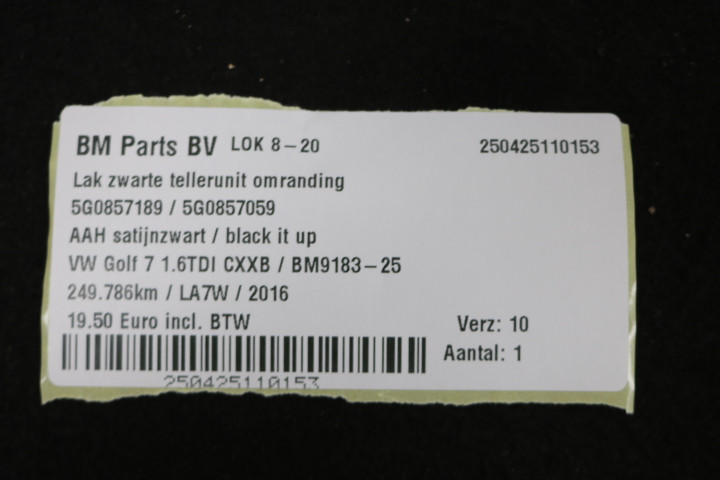 BM Parts BV LOK 8-20 250425110153
Lak zwarte tellerunit omranding
5G0857189 / 5G0857059
AAH satijnzwart / black it up
VW Golf 7 1.6TDI CXXB / BM9183-25
249.786km / LA7W / 2016
19.50 Euro incl. BTW Verz: 10
Aantal: 1
250425110153